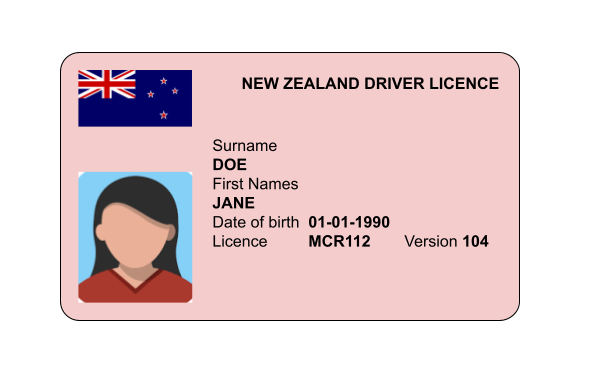 NEW ZEALAND DRIVER LICENCE
Surname
DOE
First Names
JANE
Date of birth 01-01-1990
Licence MCR112 Version 104